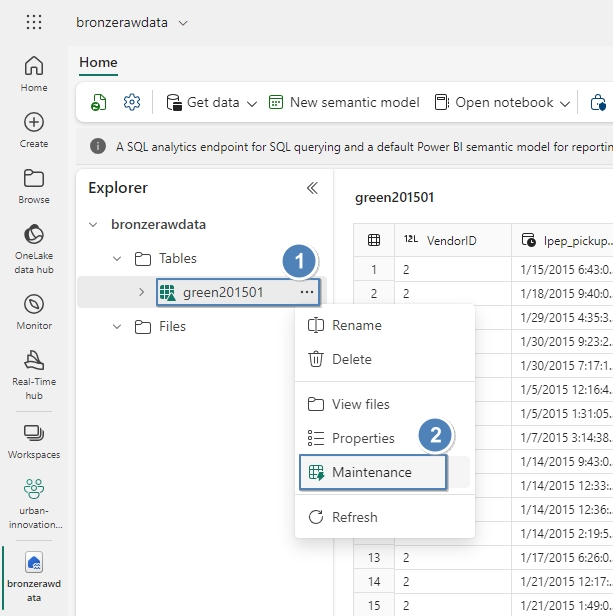 bronzerawdata
Home
Home
Get data
New semantic model
Open notebook
Create
A SQL analytics endpoint for SQL querying and a default Power BI semantic model for reportin
Browse
Explorer
green201501
bronzerawdata
12L VendorID
lpep_pickup...
OneLake
data hub
Tables
1
1 2 1/15/2015 6:43:0...
green201501 ...
2 2 1/18/2015 9:40:0...
Monitor
Files
Rename
1/29/2015 4:35:3...
1/30/2015 9:23:2...
Delete
1/30/2015 7:17:1...
Real-Time
hub
1/5/2015 12:16:4...
View files
1/5/2015 1:31:05...
Properties
2
1/7/2015 3:14:38...
Workspaces
Maintenance
1/14/2015 9:43:0...
1/14/2015 12:33:...
urban-
innovation...
Refresh
1/14/2015 12:36:...
1/14/2015 2:19:5...
13 2 1/17/2015 6:26:0...
bronzerawd
ata
14 2 1/21/2015 12:17:...
15 2 1/21/2015 1:49:0...